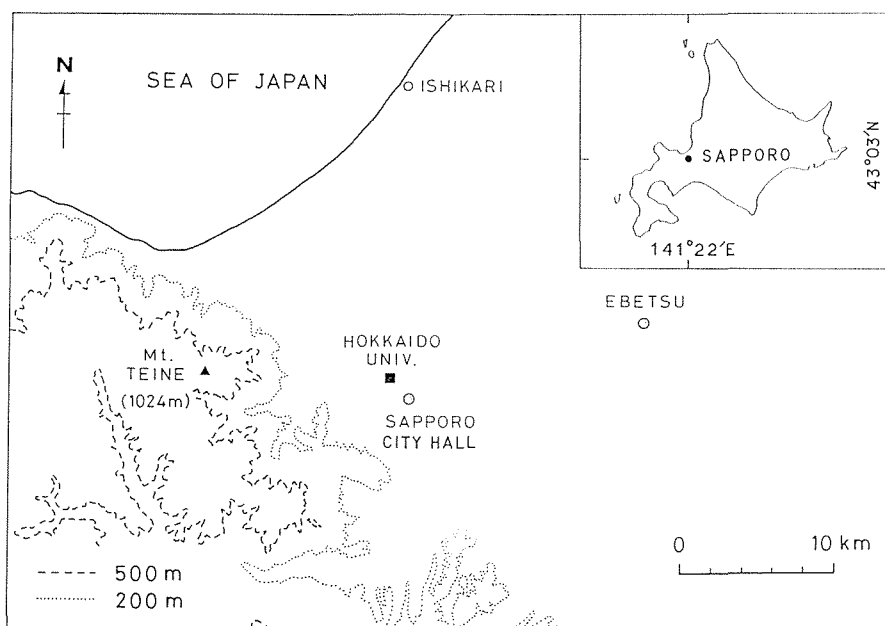 N
SEA OF JAPAN
ISHIKARI
SAPPORO
43°03′N
141°22′E
EBETSU
HOKKAIDO
UNIV.
Mt.
TEINE
(1024m)
SAPPORO
CITY HALL
0 10 km
500 m
200 m